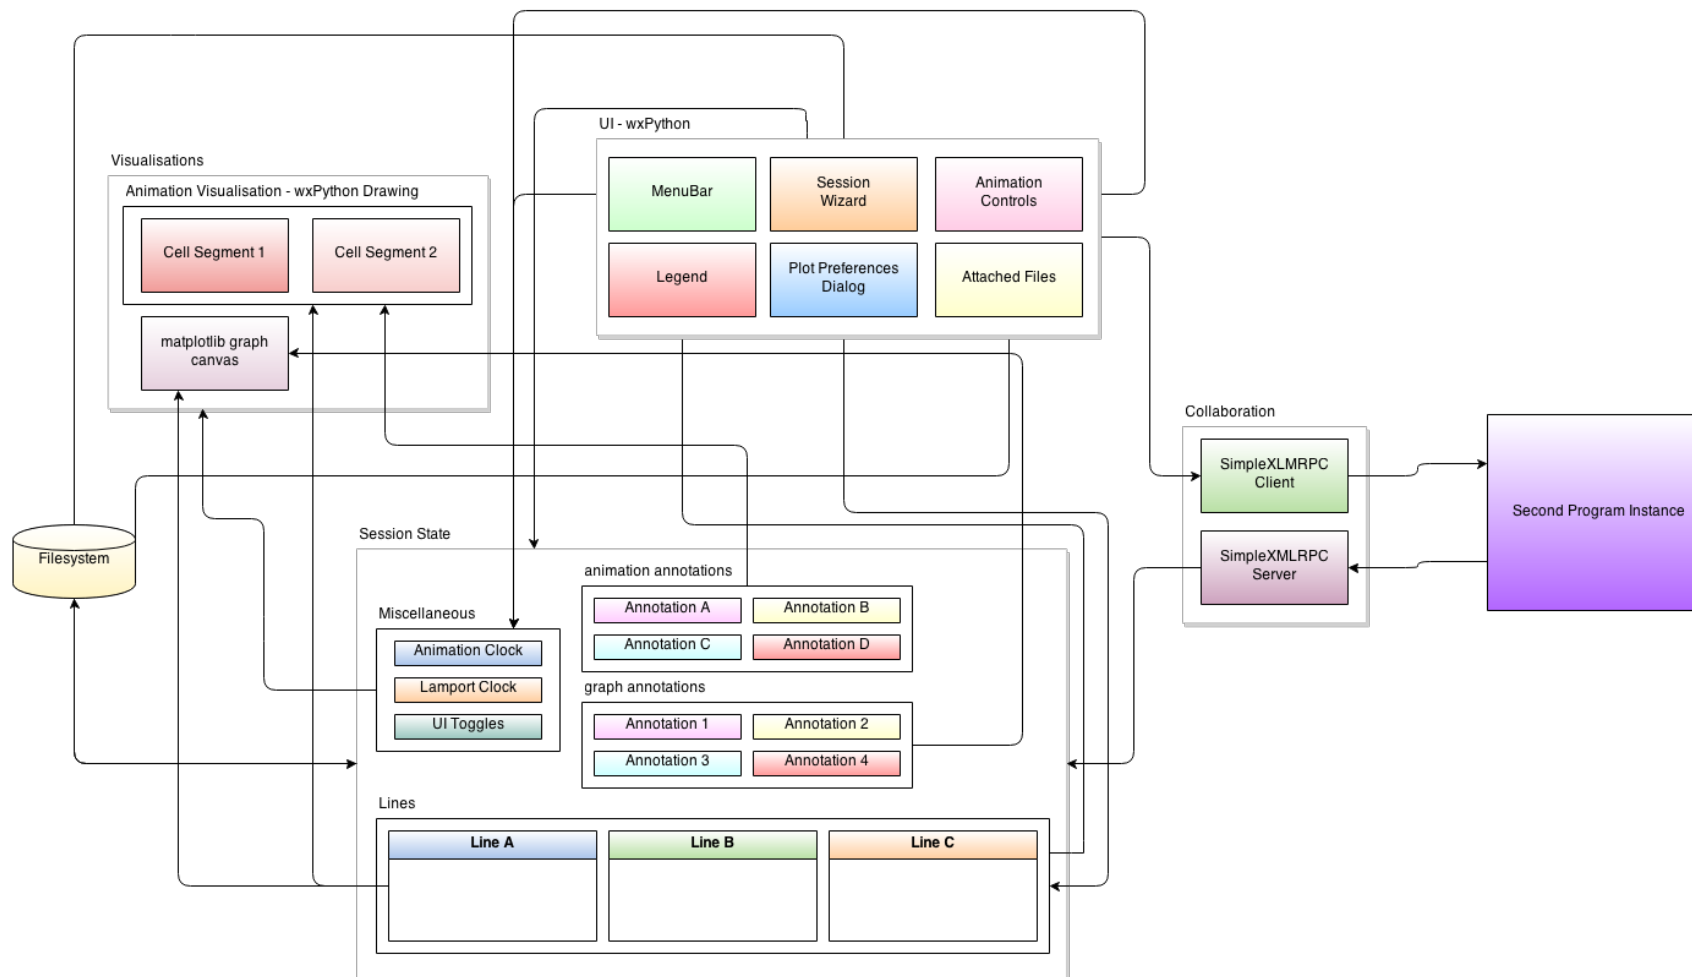 UI - wxPython
MenuBar
Session
Wizard
Animation
Controls
Legend
Plot Preferences
Dialog
Attached Files
Visualisations
Animation Visualisation - wxPython Drawing
Cell Segment 1
Cell Segment 2
matplotlib graph
canvas
Collaboration
SimpleXLMRPC
Client
SimpleXMLRPC
Server
Second Program Instance
Filesystem
Session State
Miscellaneous
Animation Clock
Lamport Clock
UI Toggles
animation annotations
Annotation A
Annotation B
Annotation C
Annotation D
graph annotations
Annotation 1
Annotation 2
Annotation 3
Annotation 4
Lines
Line A
Line B
Line C